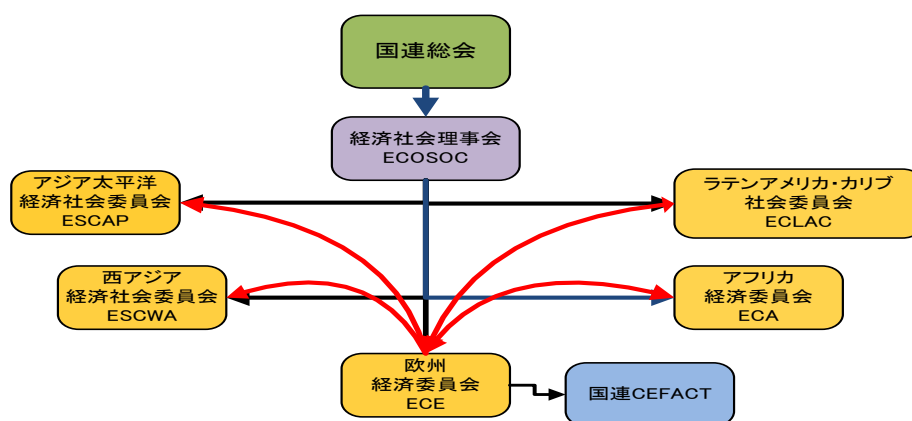 国連総会
経済社会理事会
ECOSOC
アジア太平洋
経済社会委員会
ESCAP
ラテンアメリカ・カリブ
社会委員会
ECLAC
西アジア
経済社会委員会
ESCWA
アフリカ
経済委員会
ECA
欧州
経済委員会
ECE
国連CEFACT